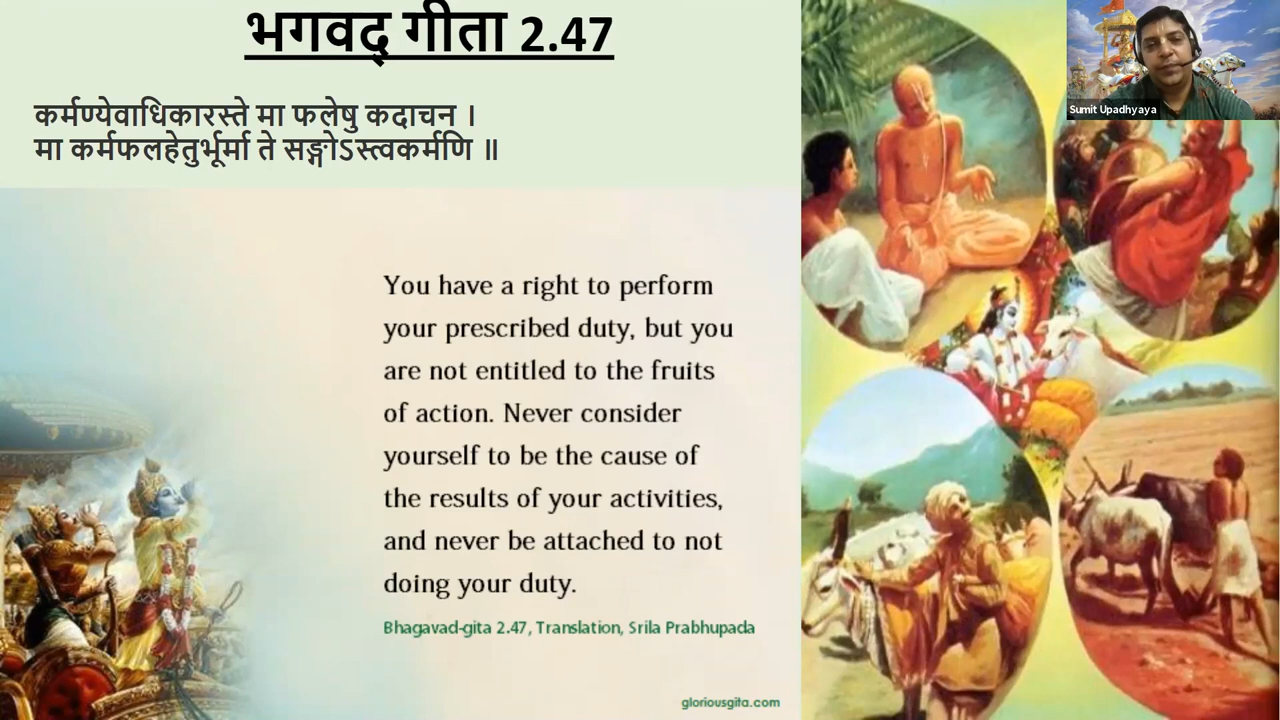 भगवद् गीता 2.47
कर्मण्येवाधिकारस्ते मा फलेषु कदाचन ।
मा कर्मफलहेतुर्भूर्मा ते सङ्गोऽस्त्वकर्मणि ॥
You have a right to perform
your prescribed duty, but you
are not entitled to the fruits
of action. Never consider
yourself to be the cause of
the results of your activities,
and never be attached to not
doing your duty.
Bhagavad-gita 2.47, Translation, Srila Prabhupada
gloriousgita.com
Sumit Upadhyaya